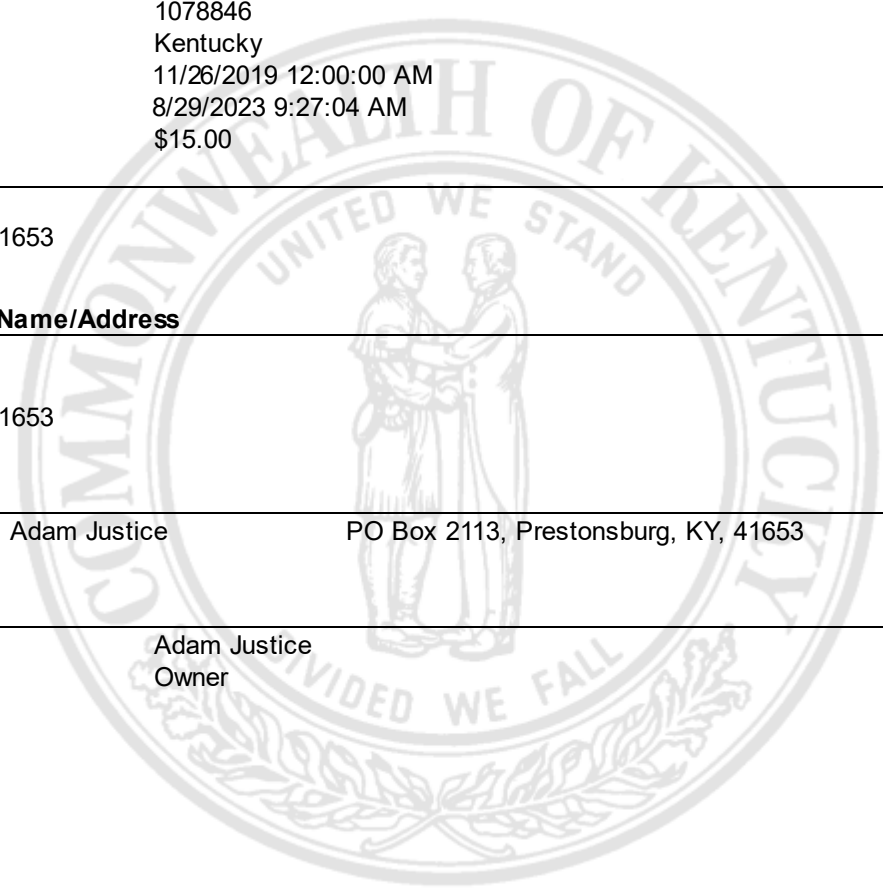 1078846
Kentucky
11/26/2019 12:00:00 AM
8/29/2023 9:27:04 AM
$15.00
COMMONWEALTH OF KENTUCKY
UNITED WE STAND
1653
Name/Address
1653
Adam Justice PO Box 2113, Prestonsburg, KY, 41653
Adam Justice
Owner
DIVIDED WE FALL